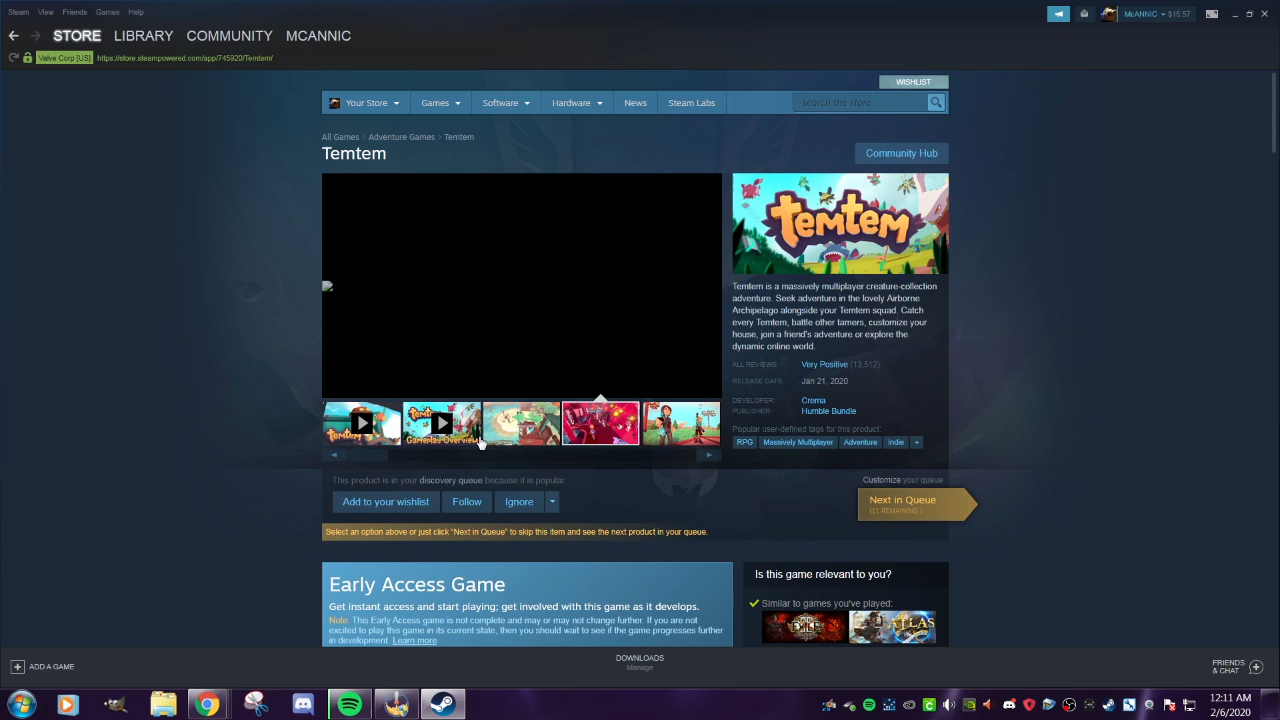 Steam View Friends Games Help
McANNIC $15.57
STORE LIBRARY COMMUNITY MCANNIC
Valve Corp [US] https://store.steampowered.com/app/745920/Temtem/
WISHLIST
Your Store Games Software Hardware News Steam Labs search the store
All Games > Adventure Games > Temtem
Temtem
Community Hub
temtem
Temtem is a massively multiplayer creature-collection
adventure. Seek adventure in the lovely Airborne
Archipelago alongside your Temtem squad. Catch
every Temtem, battle other tamers, customize your
house, join a friend's adventure or explore the
dynamic online world.
ALL REVIEWS: Very Positive (13,512)
RELEASE DATE: Jan 21, 2020
DEVELOPER: Crema
PUBLISHER: Humble Bundle
Popular user-defined tags for this product:
RPG Massively Multiplayer Adventure Indie +
Gameplay Overview
This product is in your discovery queue because it is popular
Customize your queue
Add to your wishlist Follow Ignore
Next in Queue
(11 REMAINING )
Select an option above or just click "Next in Queue" to skip this item and see the next product in your queue.
Early Access Game
Get instant access and start playing; get involved with this game as it develops.
Note: This Early Access game is not complete and may or may not change further. If you are
excited to play this game in its current state, then you should wait to see if the game progresses further
in development. Learn more
Is this game relevant to you?
Similar to games you've played:
ATLAS
ADD A GAME
DOWNLOADS
Manage
FRIENDS
& CHAT
12:11 AM
2/6/2020